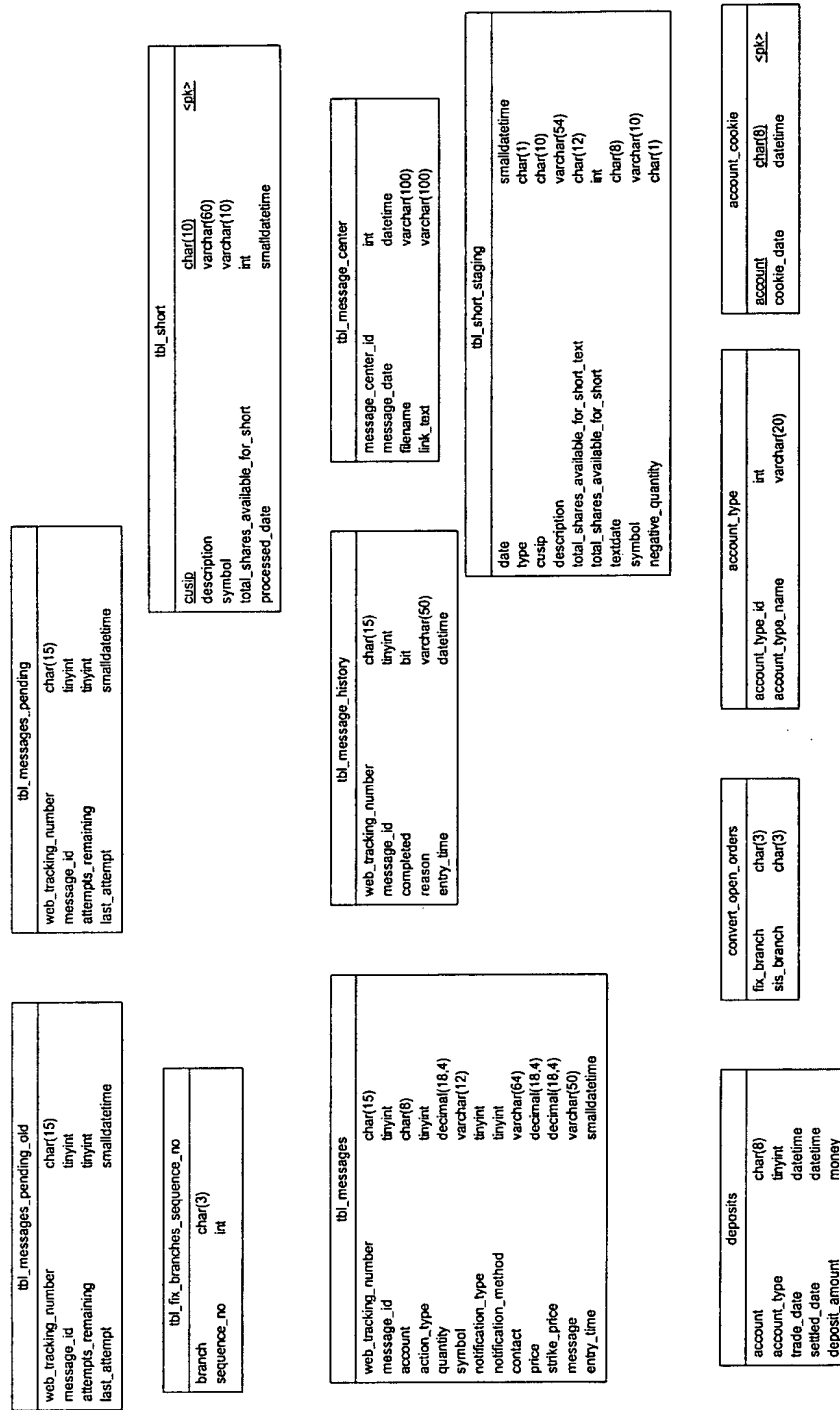 tbl_messages_pending_old
web_tracking_number char(15)
message_id tinyint
attempts_remaining tinyint
last_attempt smalldatetime
tbl_messages_pending
web_tracking_number char(15)
message_id tinyint
attempts_remaining tinyint
last_attempt smalldatetime
tbl_fix_branches_sequence_no
branch char(3)
sequence_no int
tbl_short
cusip char(10) <pk>
description varchar(60)
symbol varchar(10)
total_shares_available_for_short int
processed_date smalldatetime
tbl_messages
web_tracking_number char(15)
message_id tinyint
account char(8)
action_type tinyint
quantity decimal(18,4)
symbol varchar(12)
notification_type tinyint
notification_method tinyint
contact varchar(64)
price decimal(18,4)
strike_price decimal(18,4)
message varchar(50)
entry_time smalldatetime
tbl_message_history
web_tracking_number char(15)
message_id tinyint
completed bit
reason varchar(50)
entry_time datetime
tbl_message_center
message_center_id int
message_date datetime
filename varchar(100)
link_text varchar(100)
tbl_short_staging
date smalldatetime
type char(1)
cusip char(10)
description varchar(54)
total_shares_available_for_short_text char(12)
total_shares_available_for_short int
textdate char(8)
symbol varchar(10)
negative_quantity char(1)
deposits
account char(8)
account_type tinyint
trade_date datetime
settled_date datetime
deposit_amount money
convert_open_orders
fix_branch char(3)
sis_branch char(3)
account_type
account_type_id int
account_type_name varchar(20)
account_cookie
account char(8) <pk>
cookie_date datetime